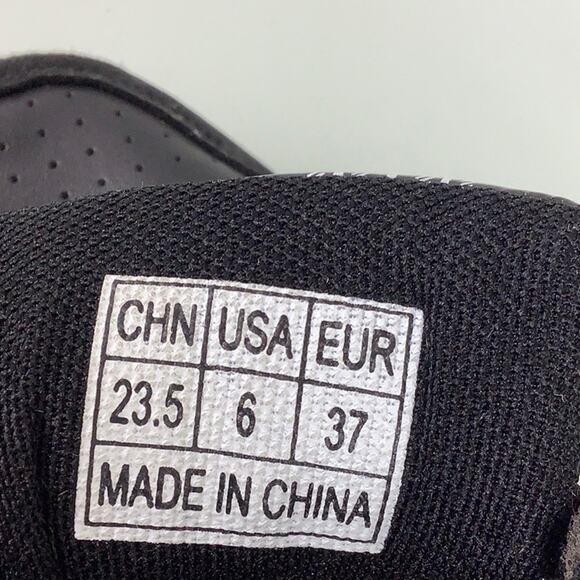 CHN USA EUR
23.5 6 37
MADE IN CHINA